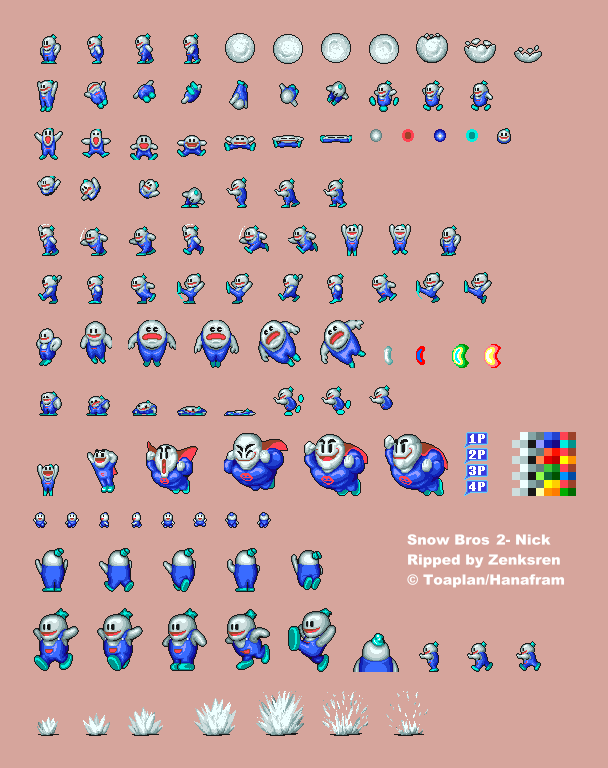 1P
2P
3P
4P
Snow Bros 2- Nick
Ripped by Zenksren
© Toaplan/Hanafram